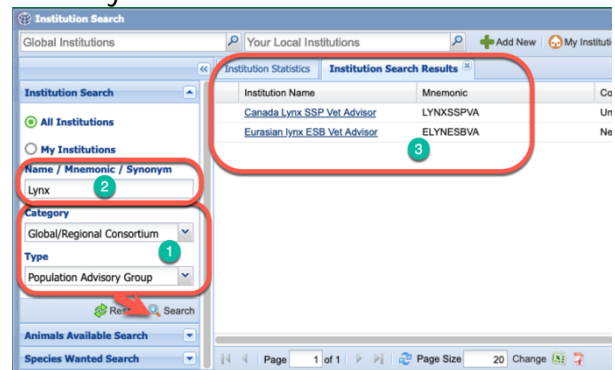 Institution Search
Global Institutions Your Local Institutions Add New My Instituti
Institution Statistics Institution Search Results
Institution Search
All Institutions
My Institutions
Name / Mnemonic / Synonym
Lynx
2
Category
Global/Regional Consortium
1
Type
Population Advisory Group
Search
Animals Available Search
Species Wanted Search
Institution Name Mnemonic Co
Canada Lynx SSP Vet Advisor LYNXSSPVA Un
Eurasian lynx ESB Vet Advisor ELYNESBVA Ne
3
Page 1 of 1 Page Size 20 Change